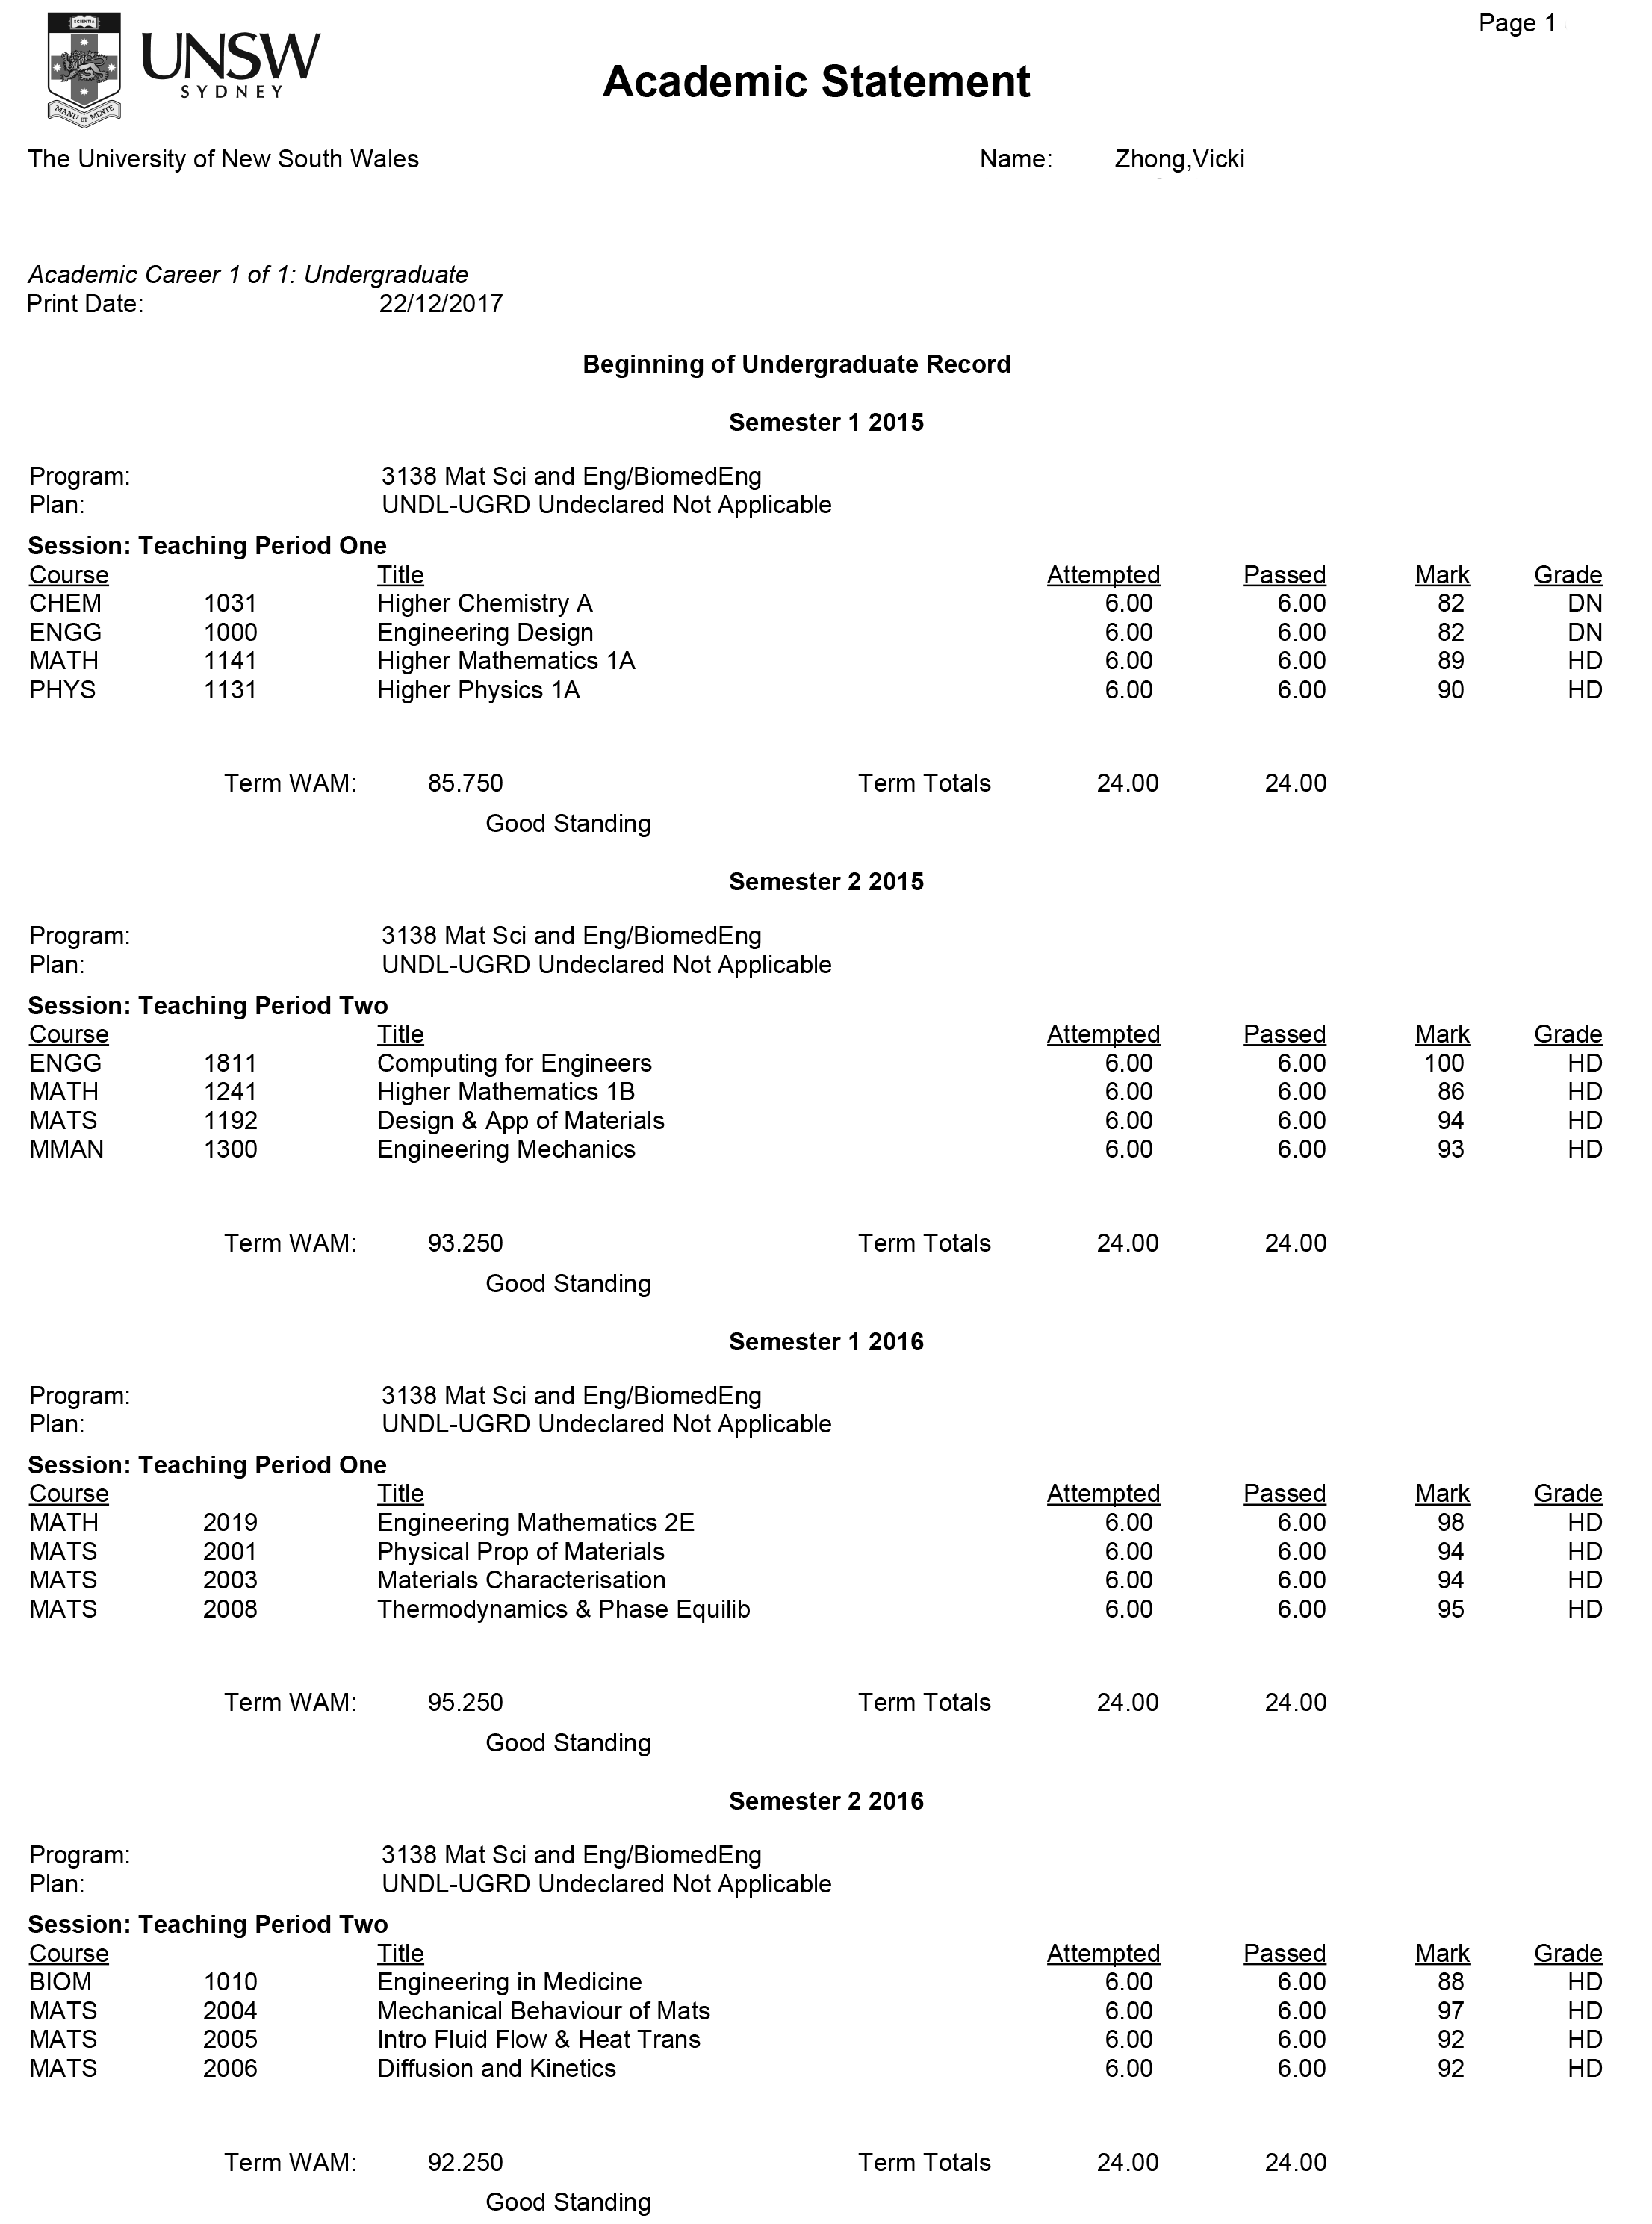 Page 1
SCIENTIA
MANU ET MENTE
UNSW
SYDNEY
Academic Statement
The University of New South Wales Name: Zhong,Vicki
Academic Career 1 of 1: Undergraduate
Print Date: 22/12/2017
Beginning of Undergraduate Record
Semester 1 2015
Program: 3138 Mat Sci and Eng/BiomedEng
Plan: UNDL-UGRD Undeclared Not Applicable
Session: Teaching Period One
Course Title Attempted Passed Mark Grade
CHEM 1031 Higher Chemistry A 6.00 6.00 82 DN
ENGG 1000 Engineering Design 6.00 6.00 82 DN
MATH 1141 Higher Mathematics 1A 6.00 6.00 89 HD
PHYS 1131 Higher Physics 1A 6.00 6.00 90 HD
Term WAM: 85.750 Term Totals 24.00 24.00
Good Standing
Semester 2 2015
Program: 3138 Mat Sci and Eng/BiomedEng
Plan: UNDL-UGRD Undeclared Not Applicable
Session: Teaching Period Two
Course Title Attempted Passed Mark Grade
ENGG 1811 Computing for Engineers 6.00 6.00 100 HD
MATH 1241 Higher Mathematics 1B 6.00 6.00 86 HD
MATS 1192 Design & App of Materials 6.00 6.00 94 HD
MMAN 1300 Engineering Mechanics 6.00 6.00 93 HD
Term WAM: 93.250 Term Totals 24.00 24.00
Good Standing
Semester 1 2016
Program: 3138 Mat Sci and Eng/BiomedEng
Plan: UNDL-UGRD Undeclared Not Applicable
Session: Teaching Period One
Course Title Attempted Passed Mark Grade
MATH 2019 Engineering Mathematics 2E 6.00 6.00 98 HD
MATS 2001 Physical Prop of Materials 6.00 6.00 94 HD
MATS 2003 Materials Characterisation 6.00 6.00 94 HD
MATS 2008 Thermodynamics & Phase Equilib 6.00 6.00 95 HD
Term WAM: 95.250 Term Totals 24.00 24.00
Good Standing
Semester 2 2016
Program: 3138 Mat Sci and Eng/BiomedEng
Plan: UNDL-UGRD Undeclared Not Applicable
Session: Teaching Period Two
Course Title Attempted Passed Mark Grade
BIOM 1010 Engineering in Medicine 6.00 6.00 88 HD
MATS 2004 Mechanical Behaviour of Mats 6.00 6.00 97 HD
MATS 2005 Intro Fluid Flow & Heat Trans 6.00 6.00 92 HD
MATS 2006 Diffusion and Kinetics 6.00 6.00 92 HD
Term WAM: 92.250 Term Totals 24.00 24.00
Good Standing